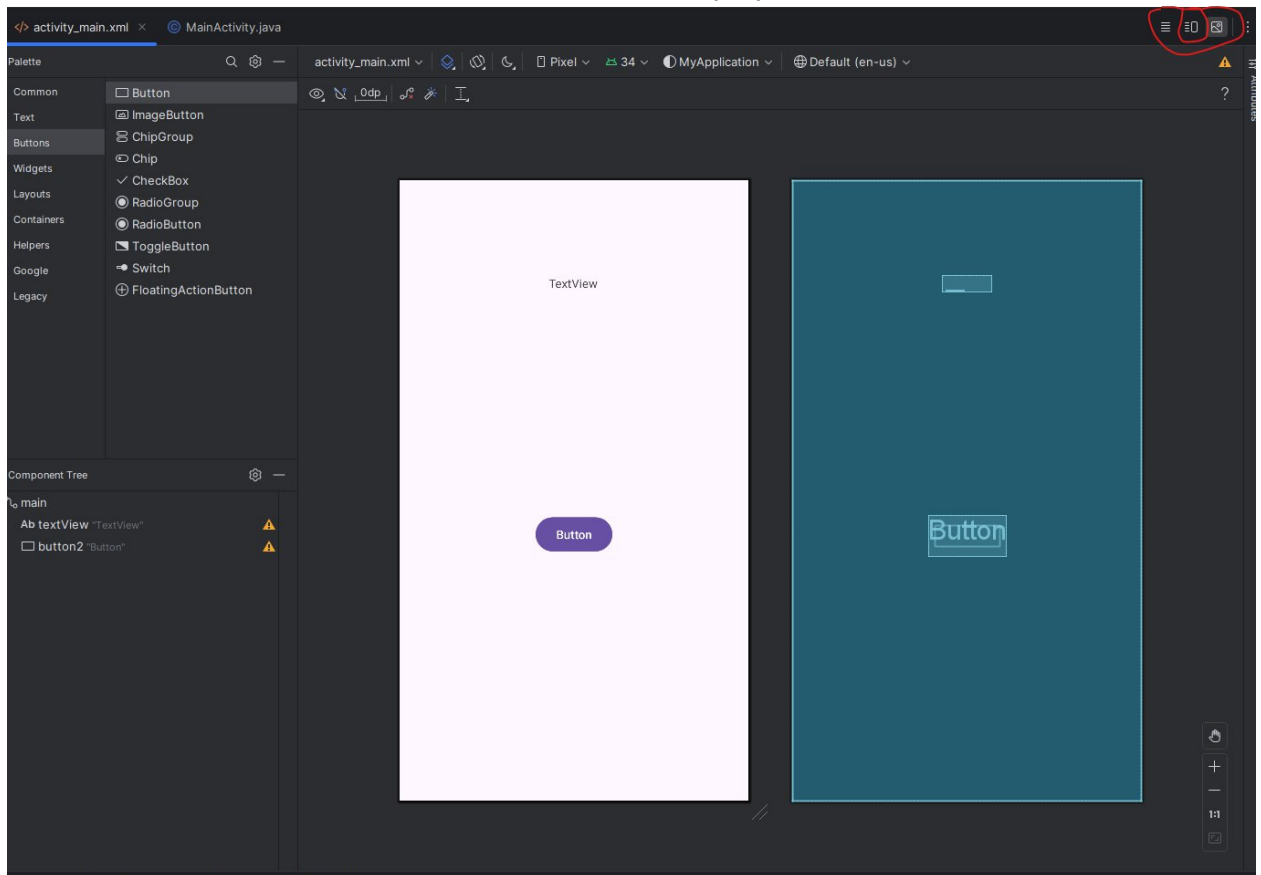 </> activity_main.xml × © MainActivity.java
Palette
activity_main.xml Pixel 34 MyApplication Default (en-us)
Common
Text
Buttons
Widgets
Layouts
Containers
Helpers
Google
Legacy
Button
ImageButton
ChipGroup
Chip
CheckBox
RadioGroup
RadioButton
ToggleButton
Switch
FloatingActionButton
0dp
?
Attributes
TextView
Button
Button
Component Tree
main
Ab textView "TextView"
button2 "Button"
1:1